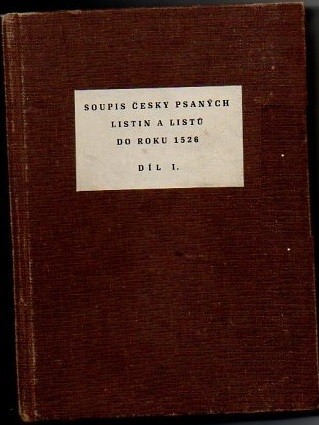 SOUPIS ČESKY PSANÝCH
LISTIN A LISTŮ
DO ROKU 1526
DÍL I.